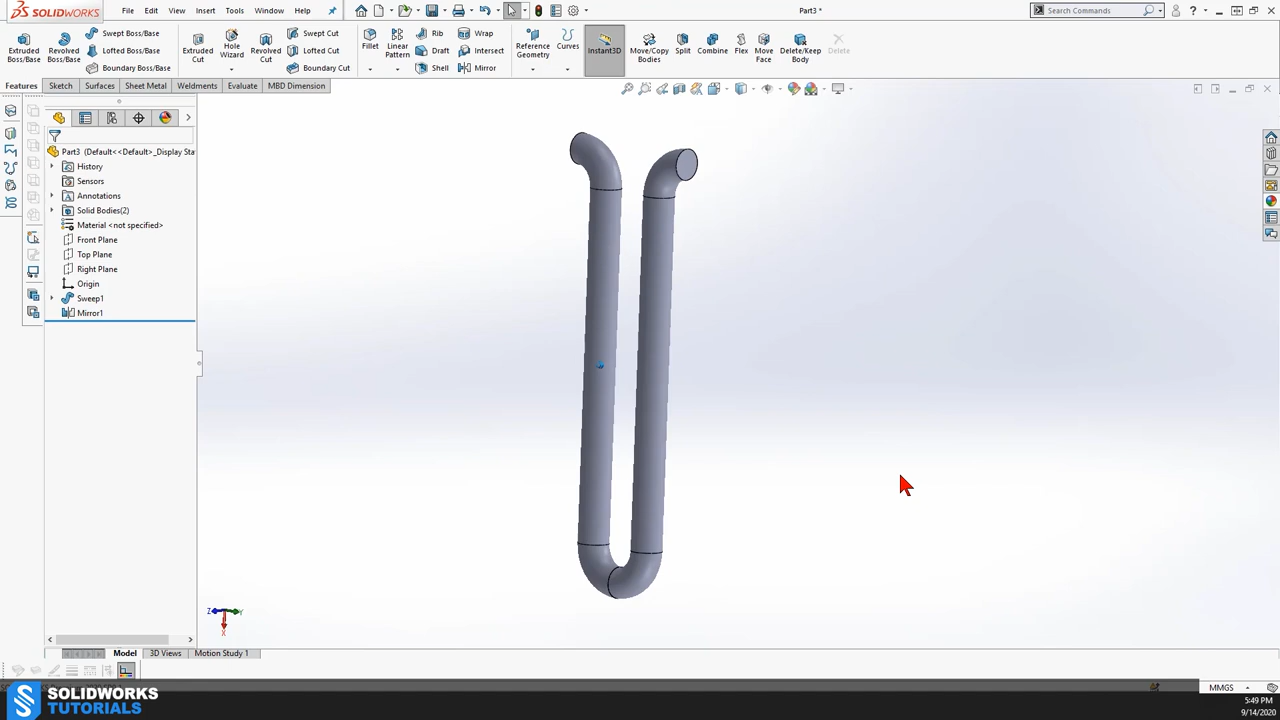 SOLIDWORKS
File Edit View Insert Tools Window Help
Part3 *
Search Commands
Extruded Boss/Base
Revolved Boss/Base
Swept Boss/Base
Lofted Boss/Base
Boundary Boss/Base
Extruded Cut
Hole Wizard
Revolved Cut
Swept Cut
Lofted Cut
Boundary Cut
Fillet
Linear Pattern
Rib
Draft
Shell
Wrap
Intersect
Mirror
Reference Geometry
Curves
Instant3D
Move/Copy Bodies
Split
Combine
Flex
Move Face
Delete/Keep Body
Delete
Features Sketch Surfaces Sheet Metal Weldments Evaluate MBD Dimension
Part3 (Default<<Default>_Display Sta
History
Sensors
Annotations
Solid Bodies(2)
Material <not specified>
Front Plane
Top Plane
Right Plane
Origin
Sweep1
Mirror1
Z Y
X
Model 3D Views Motion Study 1
MMGS
SOLIDWORKS
TUTORIALS
5:49 PM
9/14/2020